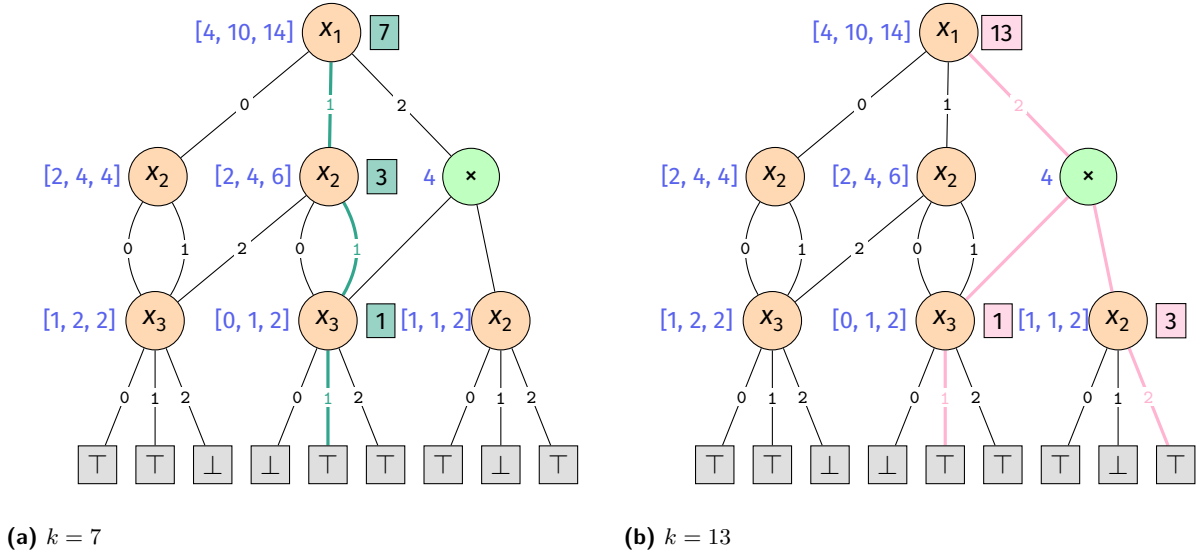 [4, 10, 14] x₁ 7
0 1 2
[2, 4, 4] x₂ [2, 4, 6] x₂ 3 4 ×
0 1 2 0 1
[1, 2, 2] x₃ [0, 1, 2] x₃ 1 [1, 1, 2] x₂
0 1 2 0 1 2 0 1 2
⊤ ⊤ ⊥ ⊥ ⊤ ⊤ ⊤ ⊥ ⊤
(a) k = 7
[4, 10, 14] x₁ 13
0 1 2
[2, 4, 4] x₂ [2, 4, 6] x₂ 4 ×
0 1 2 0 1
[1, 2, 2] x₃ [0, 1, 2] x₃ 1 [1, 1, 2] x₂ 3
0 1 2 0 1 2 0 1 2
⊤ ⊤ ⊥ ⊥ ⊤ ⊤ ⊤ ⊥ ⊤
(b) k = 13